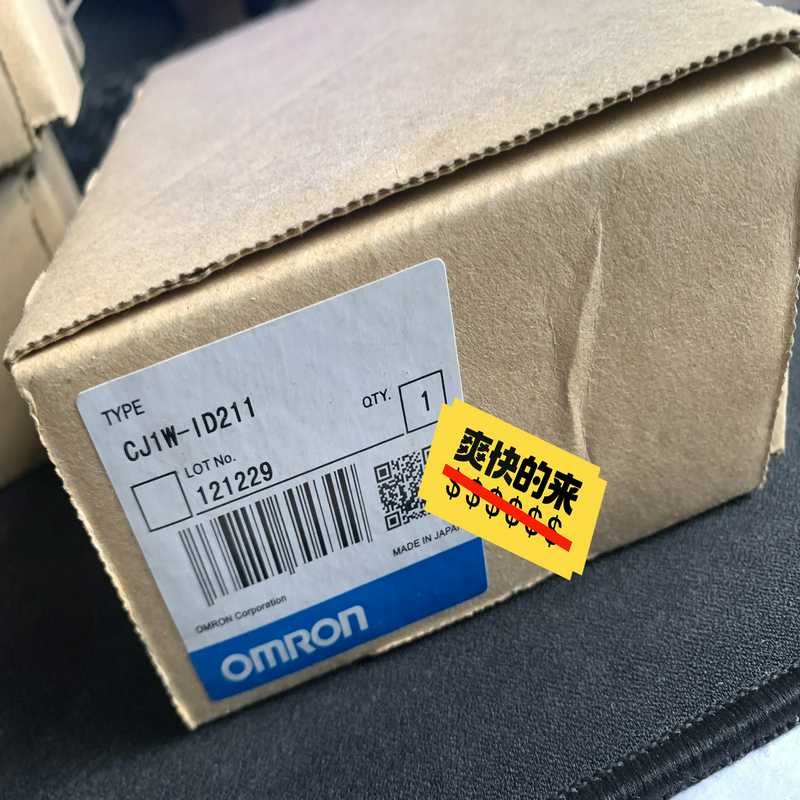 TYPE
CJ1W-ID211
QTY.
1
LOT No.
121229
MADE IN JAPAN
OMRON Corporation
OMRON
爽快的来
$$$$$$